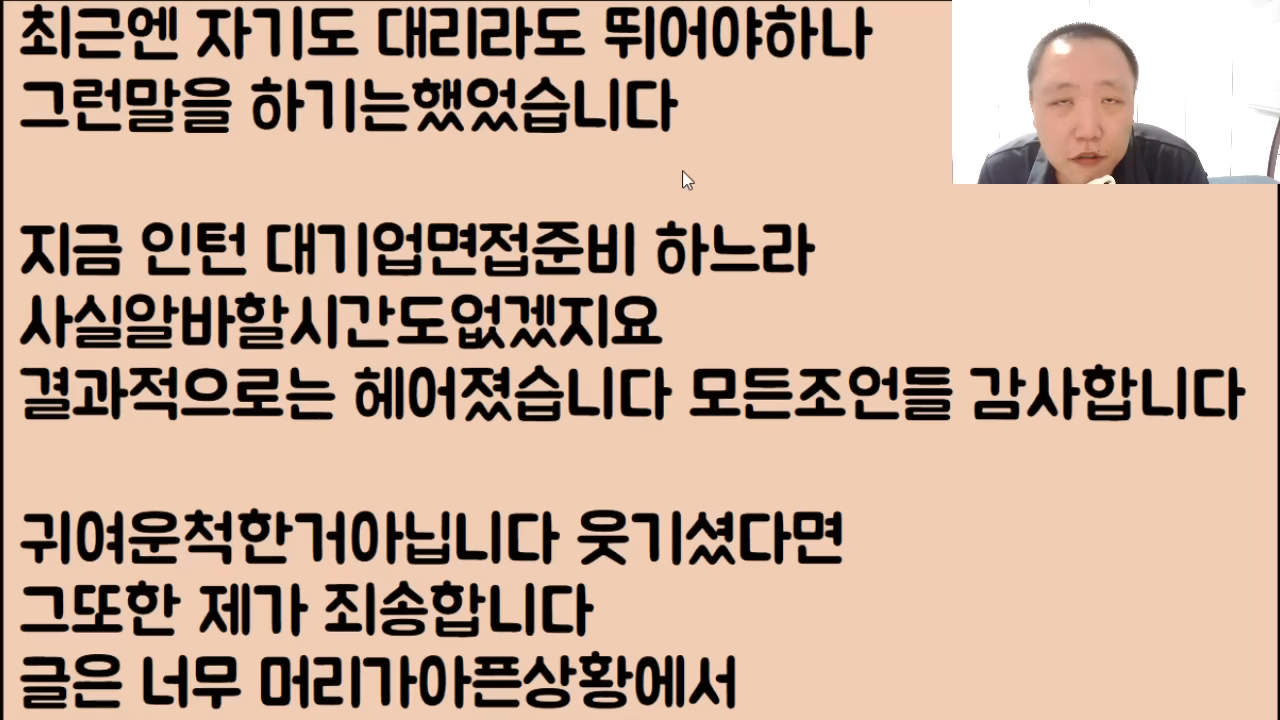 최근엔 자기도 대리라도 뛰어야하나
그런말을 하기는했었습니다
지금 인턴 대기업면접준비 하느라
사실알바할시간도없겠지요
결과적으로는 헤어졌습니다 모든조언들 감사합니다
귀여운척한거아닙니다 웃기셨다면
그또한 제가 죄송합니다
글은 너무 머리가아픈상황에서